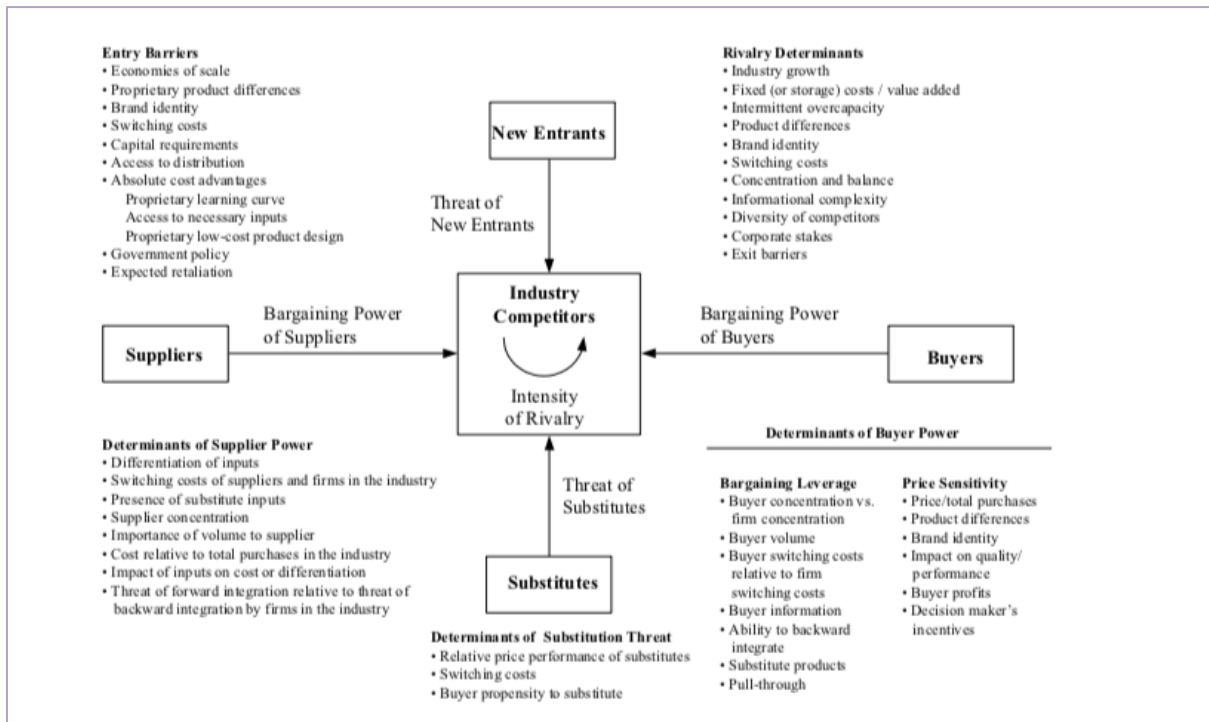 Entry Barriers
• Economies of scale
• Proprietary product differences
• Brand identity
• Switching costs
• Capital requirements
• Access to distribution
• Absolute cost advantages
Proprietary learning curve
Access to necessary inputs
Proprietary low-cost product design
• Government policy
• Expected retaliation
New Entrants
Threat of
New Entrants
Rivalry Determinants
• Industry growth
• Fixed (or storage) costs / value added
• Intermittent overcapacity
• Product differences
• Brand identity
• Switching costs
• Concentration and balance
• Informational complexity
• Diversity of competitors
• Corporate stakes
• Exit barriers
Suppliers
Bargaining Power
of Suppliers
Industry
Competitors
Intensity
of Rivalry
Bargaining Power
of Buyers
Buyers
Determinants of Supplier Power
• Differentiation of inputs
• Switching costs of suppliers and firms in the industry
• Presence of substitute inputs
• Supplier concentration
• Importance of volume to supplier
• Cost relative to total purchases in the industry
• Impact of inputs on cost or differentiation
• Threat of forward integration relative to threat of
backward integration by firms in the industry
Threat of
Substitutes
Substitutes
Determinants of Substitution Threat
• Relative price performance of substitutes
• Switching costs
• Buyer propensity to substitute
Determinants of Buyer Power
Bargaining Leverage
• Buyer concentration vs.
firm concentration
• Buyer volume
• Buyer switching costs
relative to firm
switching costs
• Buyer information
• Ability to backward
integrate
• Substitute products
• Pull-through
Price Sensitivity
• Price/total purchases
• Product differences
• Brand identity
• Impact on quality/
performance
• Buyer profits
• Decision maker's
incentives